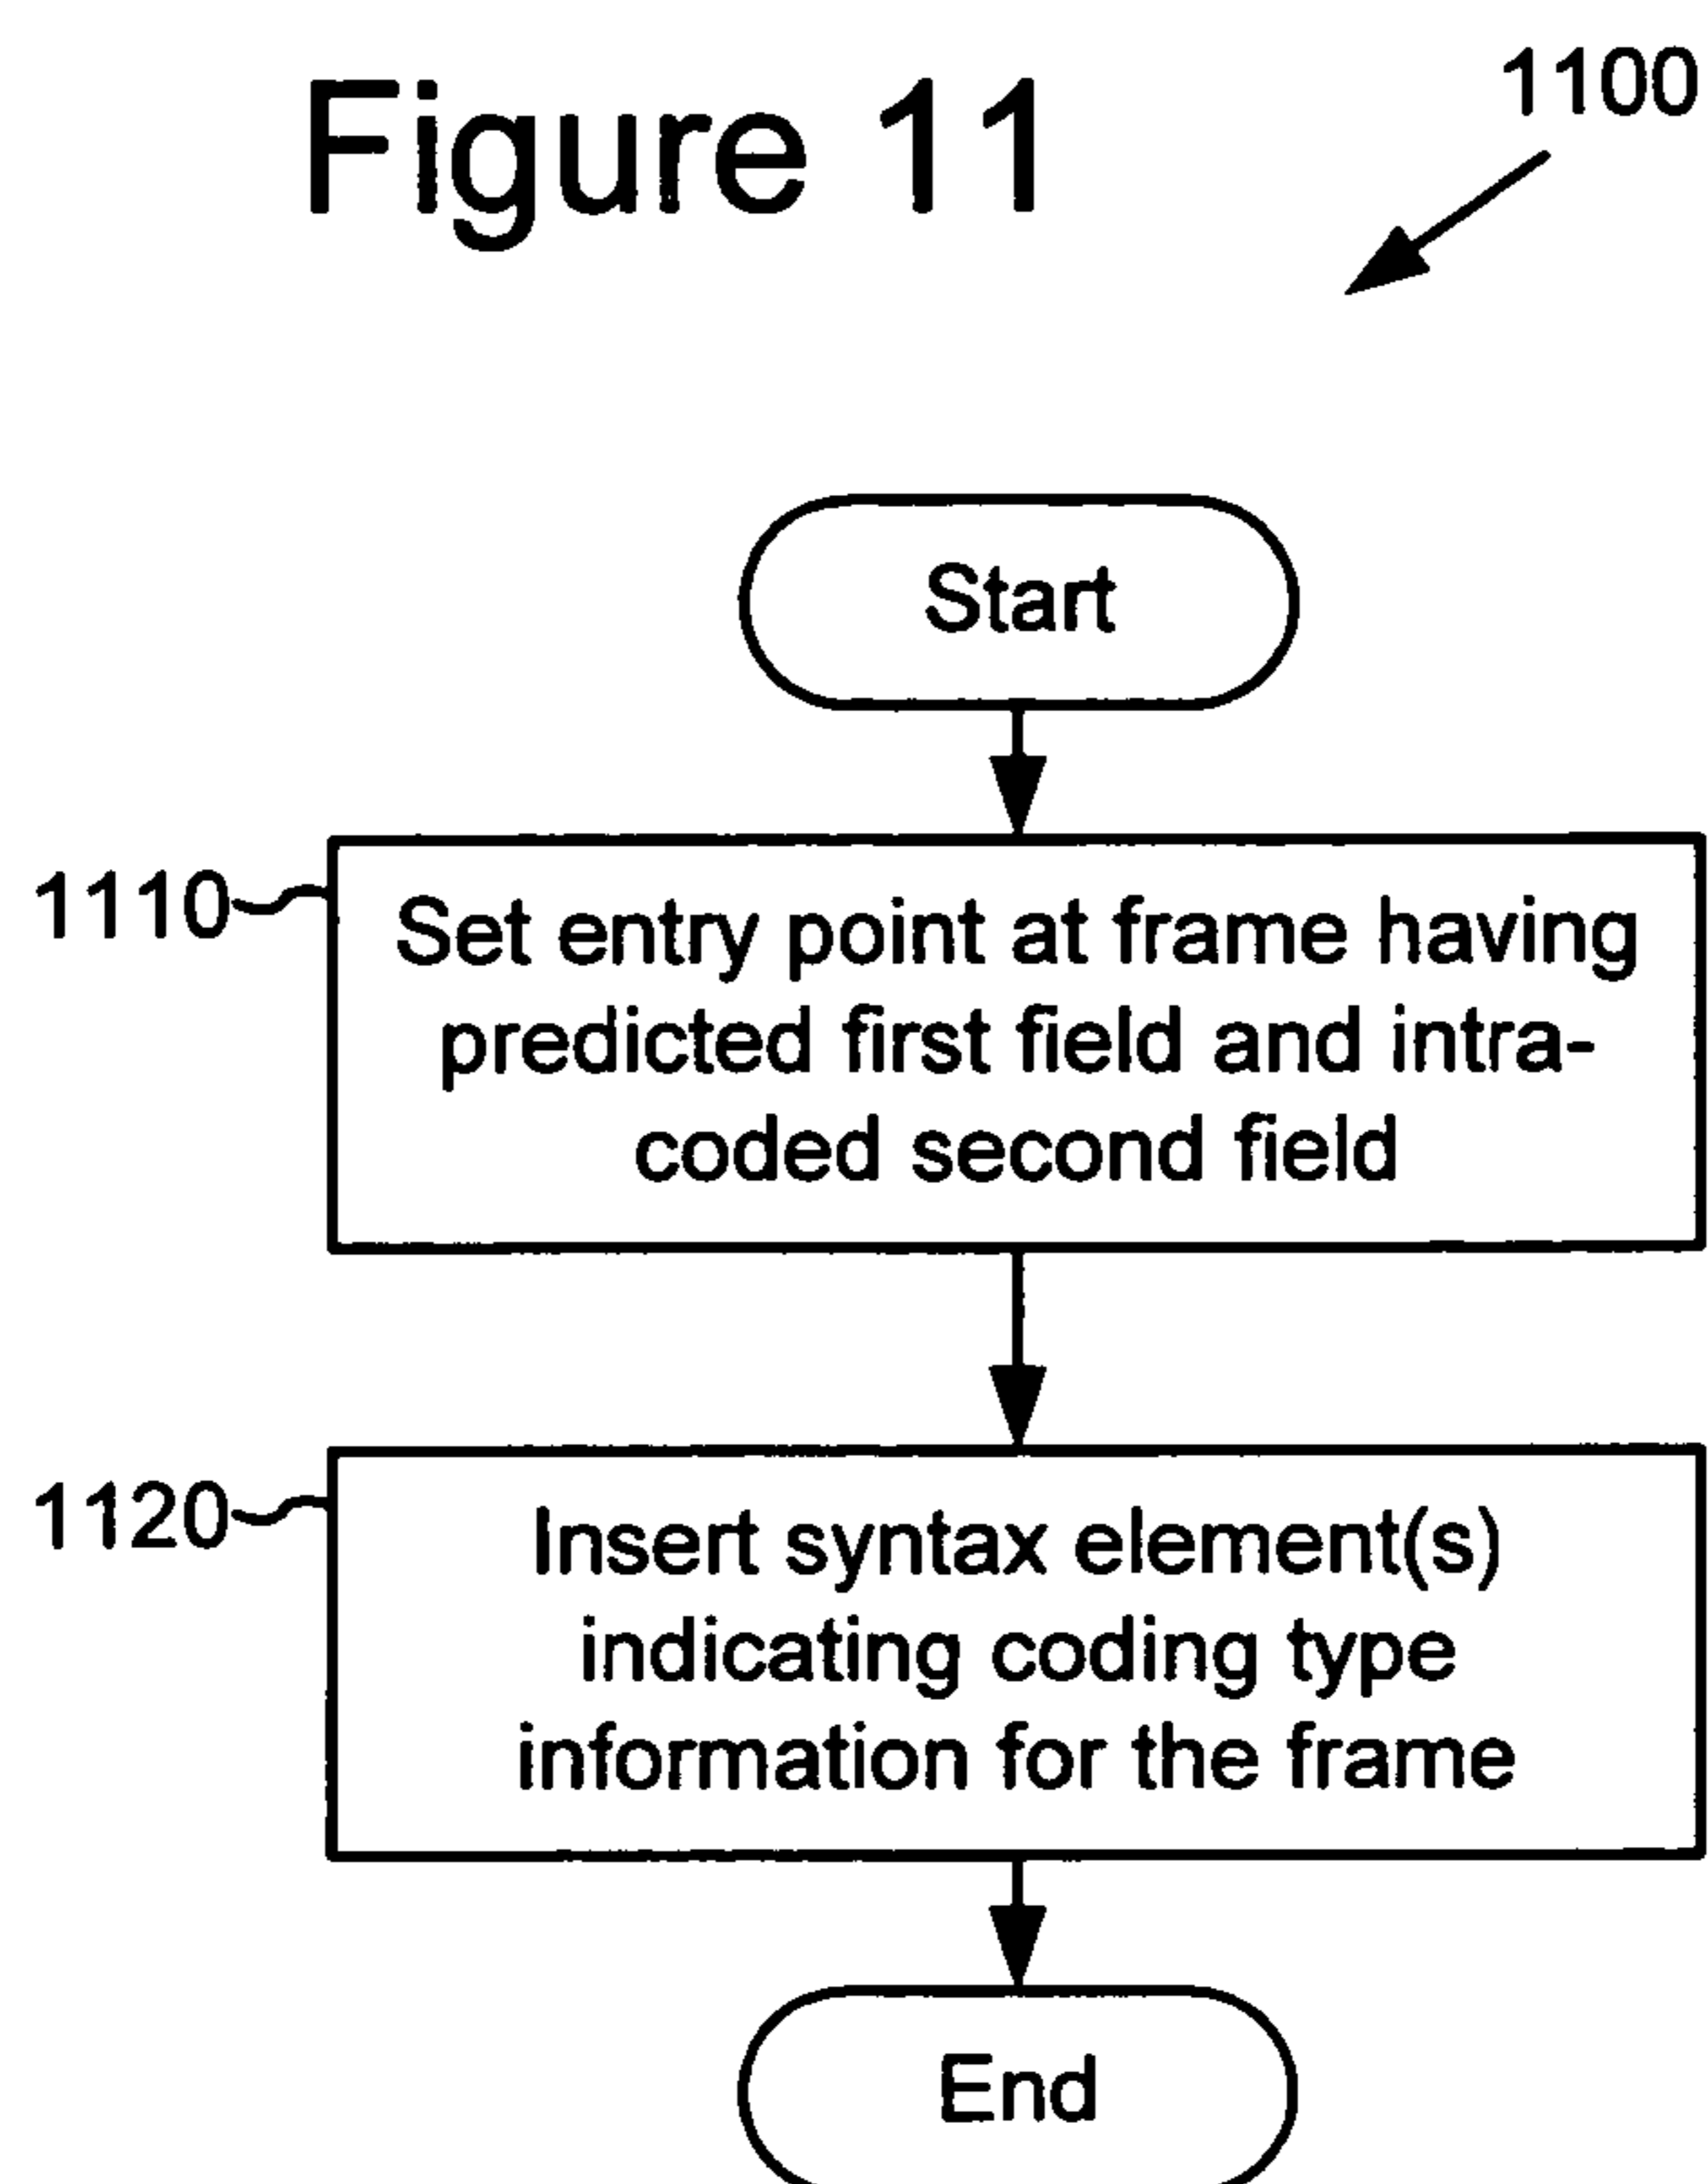 Figure 11
1100
Start
1110
Set entry point at frame having
predicted first field and intra-
coded second field
1120
Insert syntax element(s)
indicating coding type
information for the frame
End